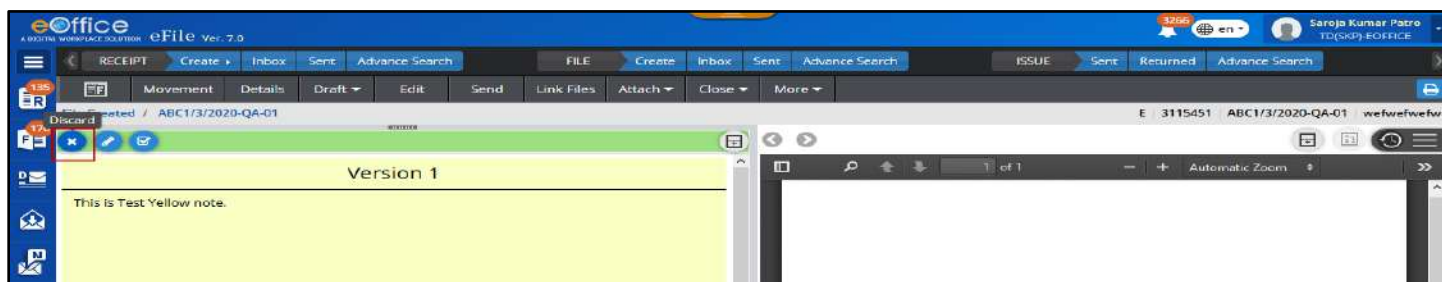 eOffice
A DIGITAL WORKPLACE SOLUTION eFile Ver. 7.0
3266 en Saroja Kumar Patro
TD(SKP)-EOFFICE
RECEIPT Create Inbox Sent Advance Search FILE Create Inbox Sent Advance Search ISSUE Sent Returned Advance Search
135 R Movement Details Draft Edit Send Link Files Attach Close More
Created / ABC1/3/2020-QA-01 E 3115451 ABC1/3/2020-QA-01 wefwefwefw
Discard
F
Version 1
1 of 1 Automatic Zoom
This is Test Yellow note.
D
N